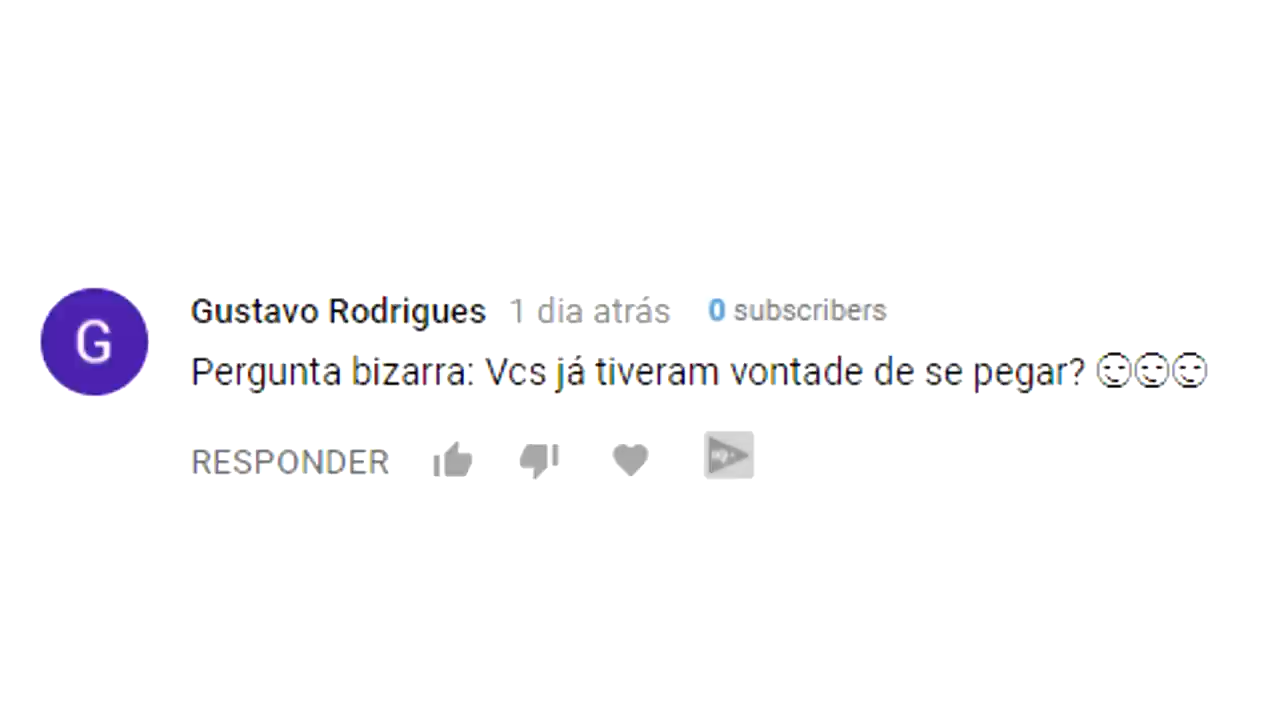 G
Gustavo Rodrigues 1 dia atrás 0 subscribers
Pergunta bizarra: Vcs já tiveram vontade de se pegar? 😏😏😏
RESPONDER